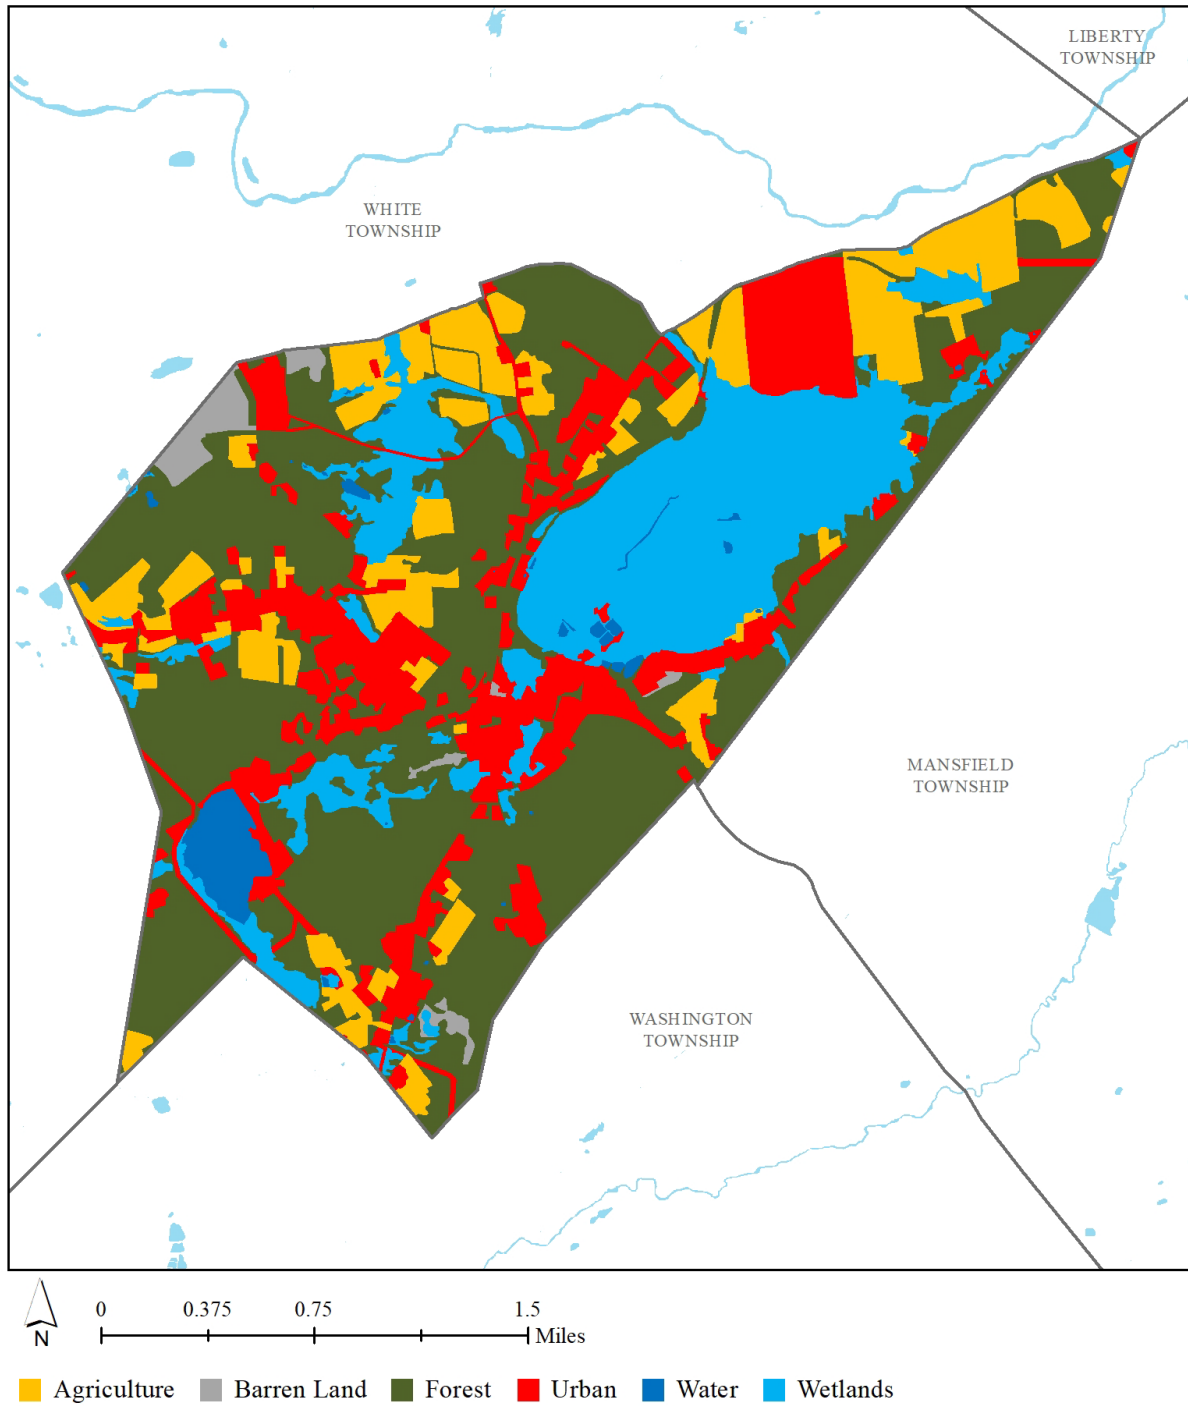 LIBERTY
TOWNSHIP
WHITE
TOWNSHIP
MANSFIELD
TOWNSHIP
WASHINGTON
TOWNSHIP
N
0 0.375 0.75 1.5
Miles
Agriculture Barren Land Forest Urban Water Wetlands